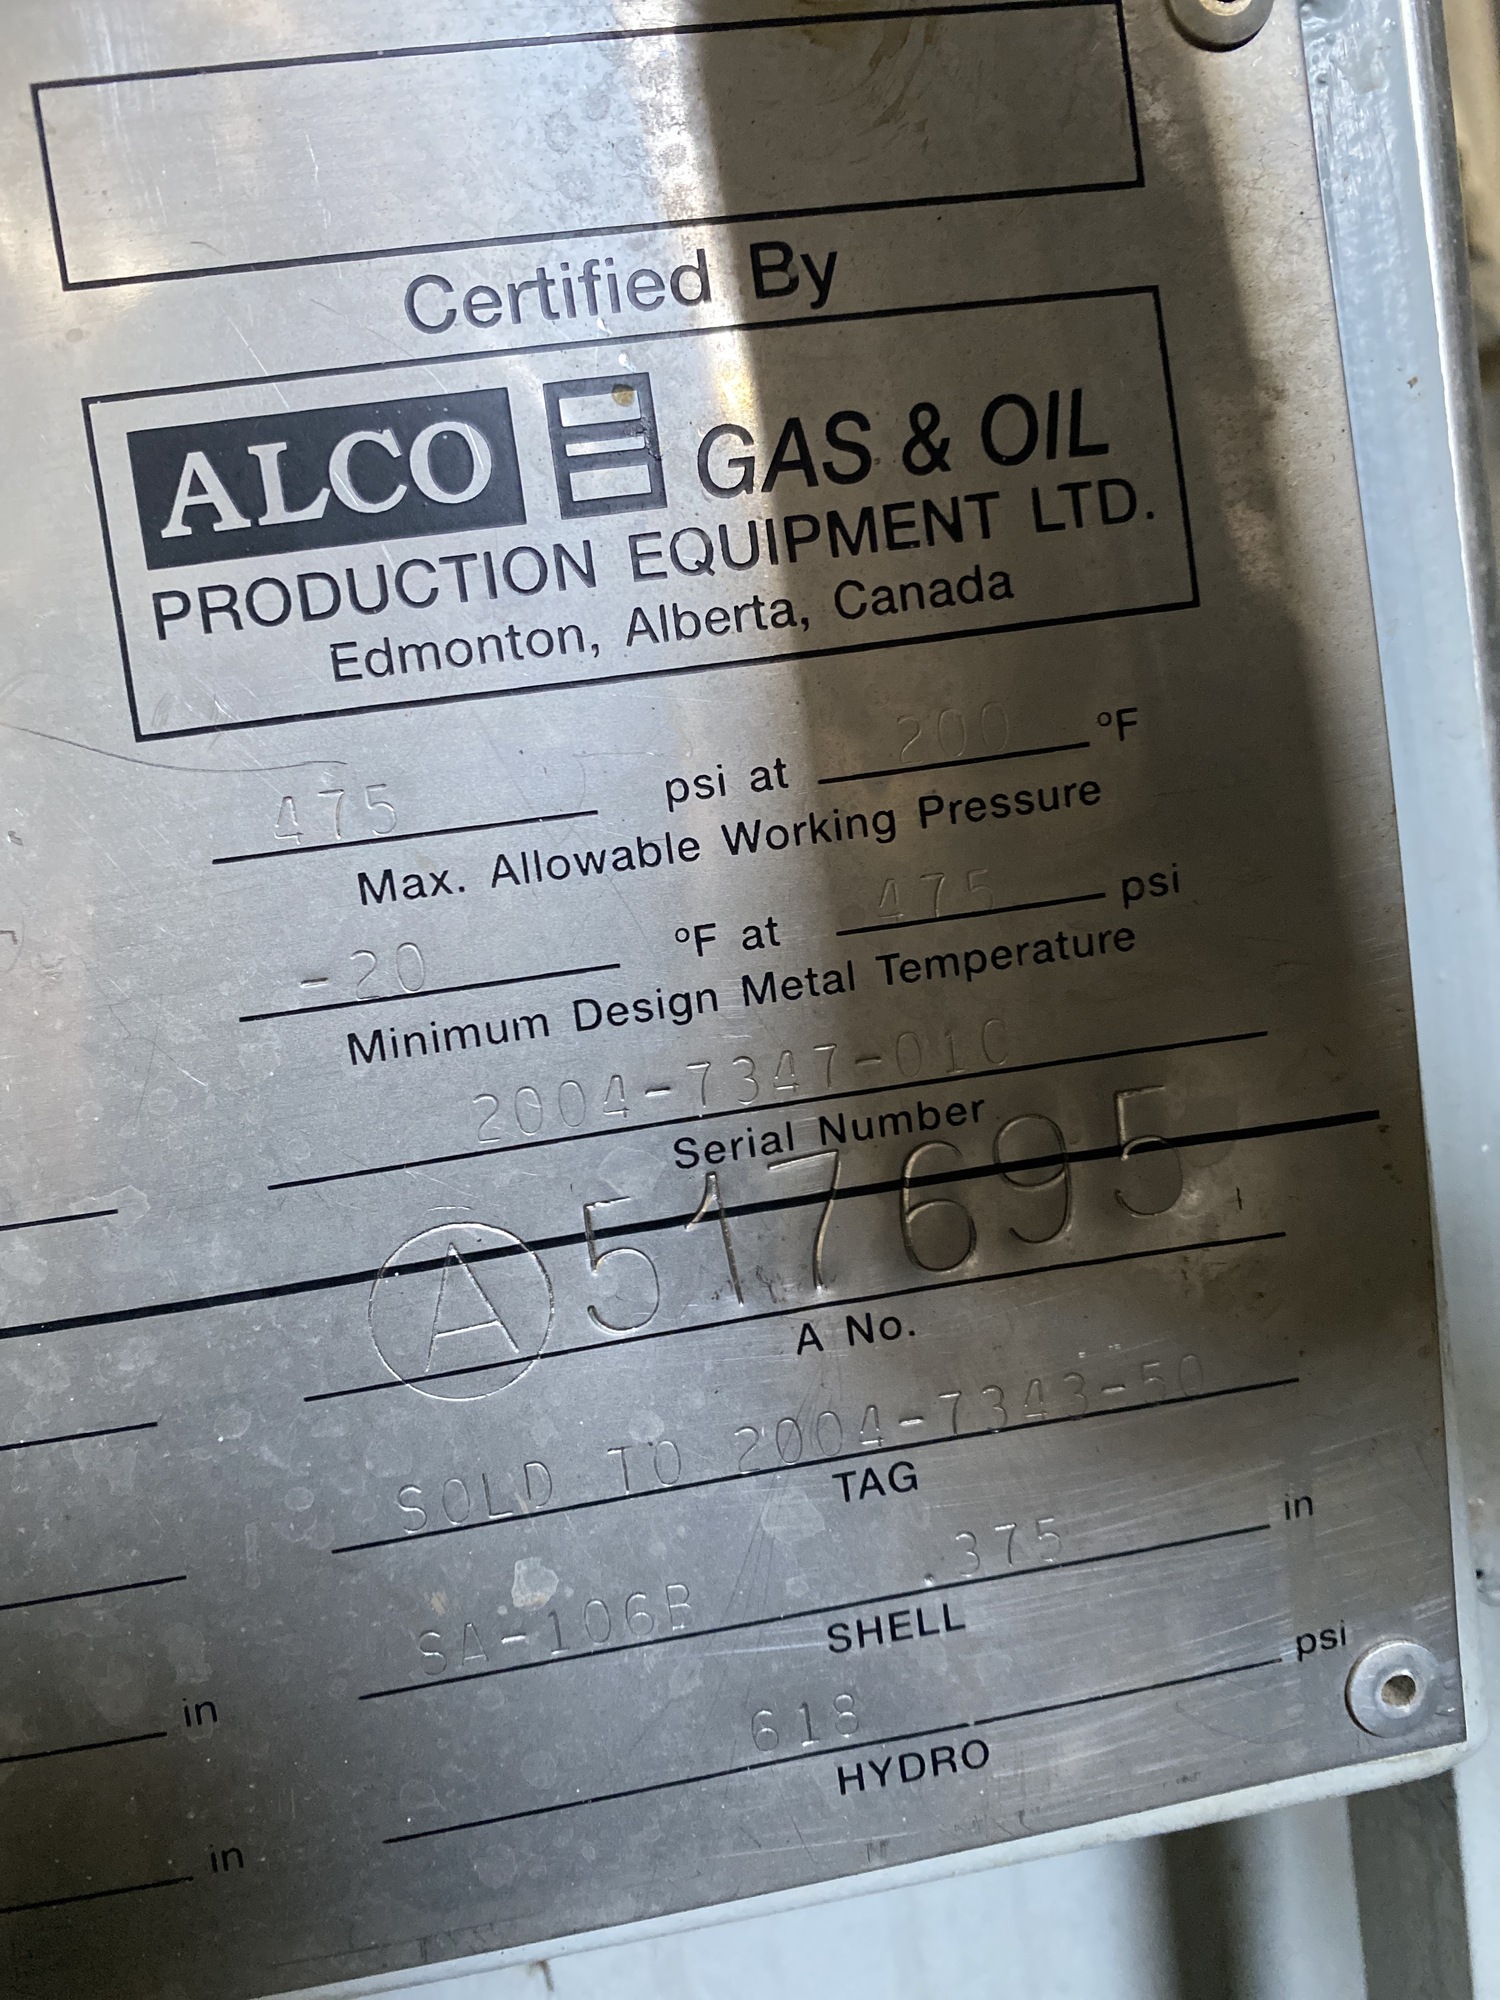 Certified By
ALCO GAS & OIL
PRODUCTION EQUIPMENT LTD.
Edmonton, Alberta, Canada
475 psi at 200 °F
Max. Allowable Working Pressure
-20 °F at 475 psi
Minimum Design Metal Temperature
2004-7347-01C
Serial Number
A 517695
A No.
SOLD TO 2004-7343-50
TAG
SA-106B .375 in
SHELL
618 psi
HYDRO
in
in